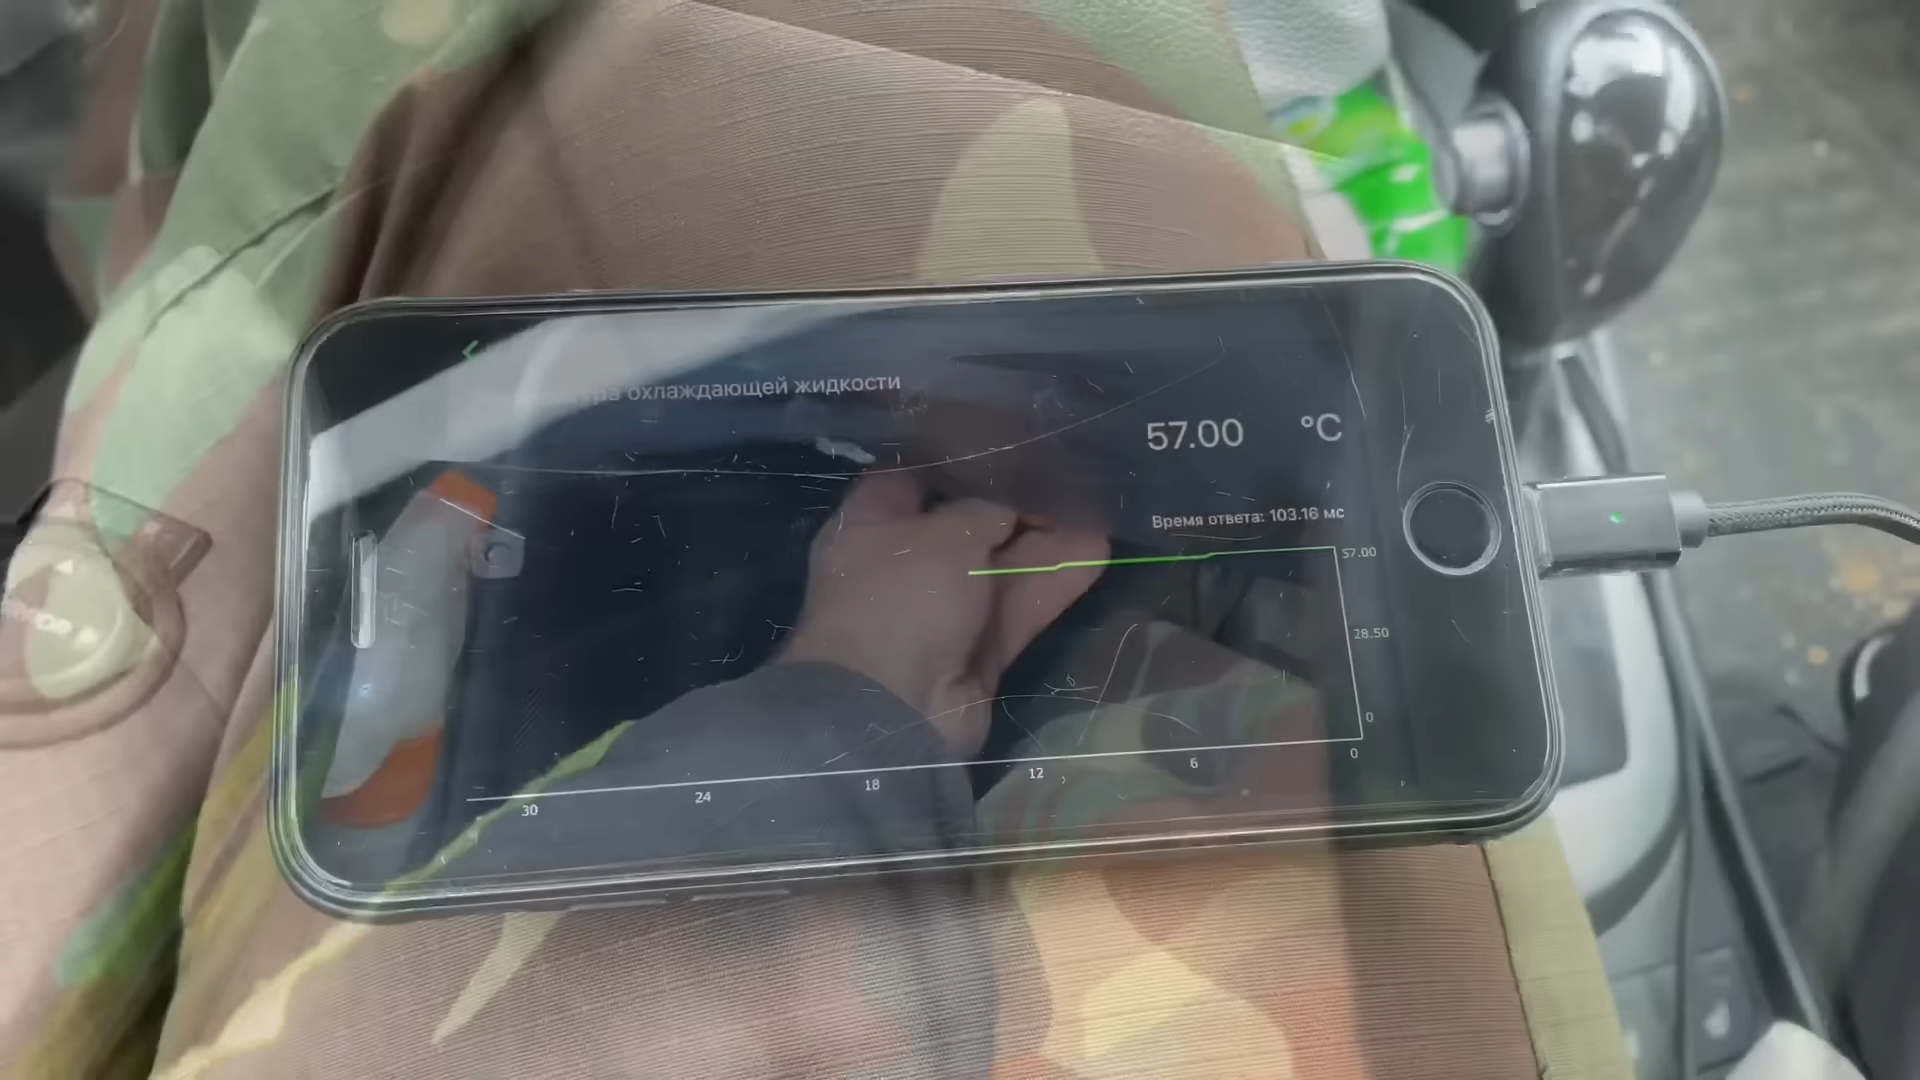 охлаждающей жидкости
57.00 °C
Время ответа: 103.16 мс
57.00
28.50
0
30 24 18 12 6 0